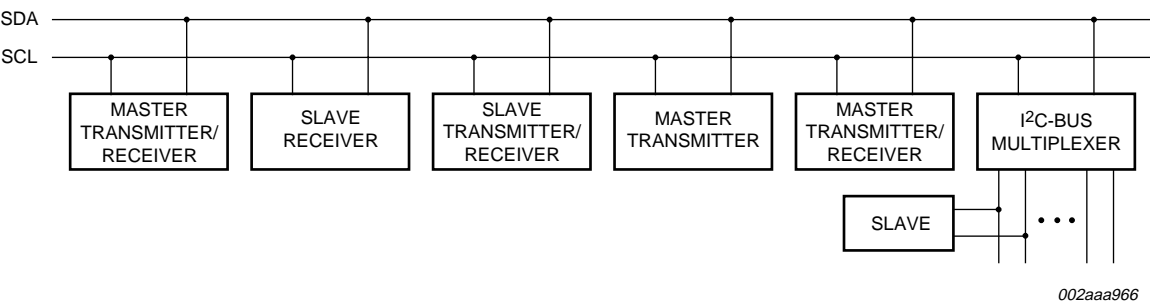 SDA
SCL
MASTER
TRANSMITTER/
RECEIVER
SLAVE
RECEIVER
SLAVE
TRANSMITTER/
RECEIVER
MASTER
TRANSMITTER
MASTER
TRANSMITTER/
RECEIVER
I²C-BUS
MULTIPLEXER
SLAVE
002aaa966